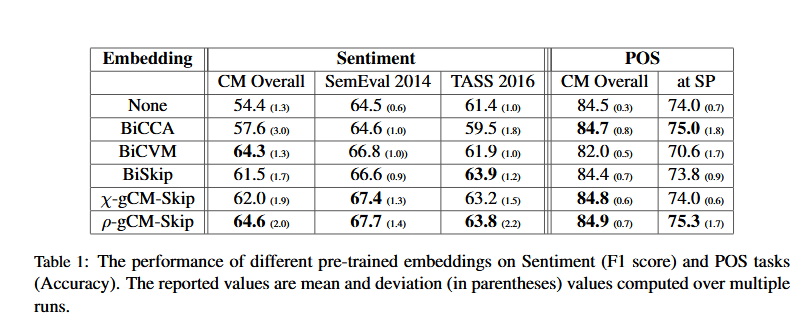 Embedding Sentiment POS
CM Overall SemEval 2014 TASS 2016 CM Overall at SP
None 54.4 (1.3) 64.5 (0.6) 61.4 (1.0) 84.5 (0.3) 74.0 (0.7)
BiCCA 57.6 (3.0) 64.6 (1.0) 59.5 (1.8) 84.7 (0.8) 75.0 (1.8)
BiCVM 64.3 (1.3) 66.8 (1.0)) 61.9 (1.0) 82.0 (0.5) 70.6 (1.7)
BiSkip 61.5 (1.7) 66.6 (0.9) 63.9 (1.2) 84.4 (0.7) 73.8 (0.9)
χ-gCM-Skip 62.0 (1.9) 67.4 (1.3) 63.2 (1.5) 84.8 (0.6) 74.0 (0.6)
ρ-gCM-Skip 64.6 (2.0) 67.7 (1.4) 63.8 (2.2) 84.9 (0.7) 75.3 (1.7)
Table 1: The performance of different pre-trained embeddings on Sentiment (F1 score) and POS tasks
(Accuracy). The reported values are mean and deviation (in parentheses) values computed over multiple
runs.